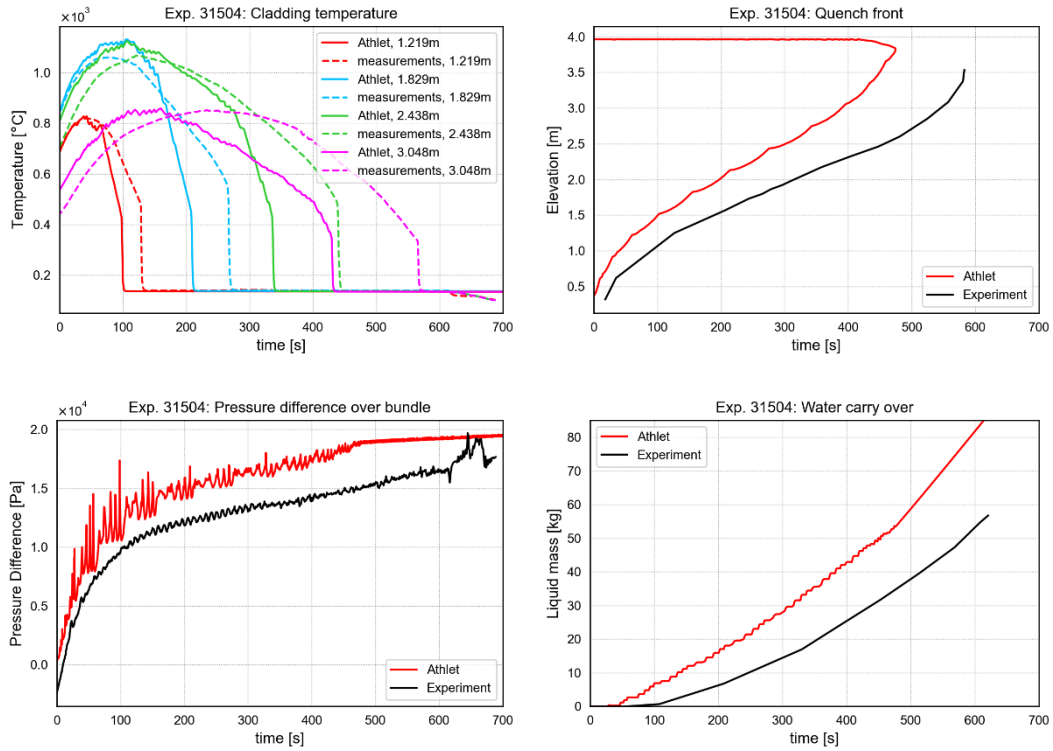 Exp. 31504: Cladding temperature
×10³
Temperature [°C]
1.0
0.8
0.6
0.4
0.2
0
100
200
300
400
500
600
700
time [s]
Athlet, 1.219m
measurements, 1.219m
Athlet, 1.829m
measurements, 1.829m
Athlet, 2.438m
measurements, 2.438m
Athlet, 3.048m
measurements, 3.048m
Exp. 31504: Quench front
Elevation [m]
4.0
3.5
3.0
2.5
2.0
1.5
1.0
0.5
0
100
200
300
400
500
600
700
time [s]
Athlet
Experiment
Exp. 31504: Pressure difference over bundle
×10⁴
Pressure Difference [Pa]
2.0
1.5
1.0
0.5
0.0
0
100
200
300
400
500
600
700
time [s]
Athlet
Experiment
Exp. 31504: Water carry over
Liquid mass [kg]
80
70
60
50
40
30
20
10
0
0
100
200
300
400
500
600
700
time [s]
Athlet
Experiment